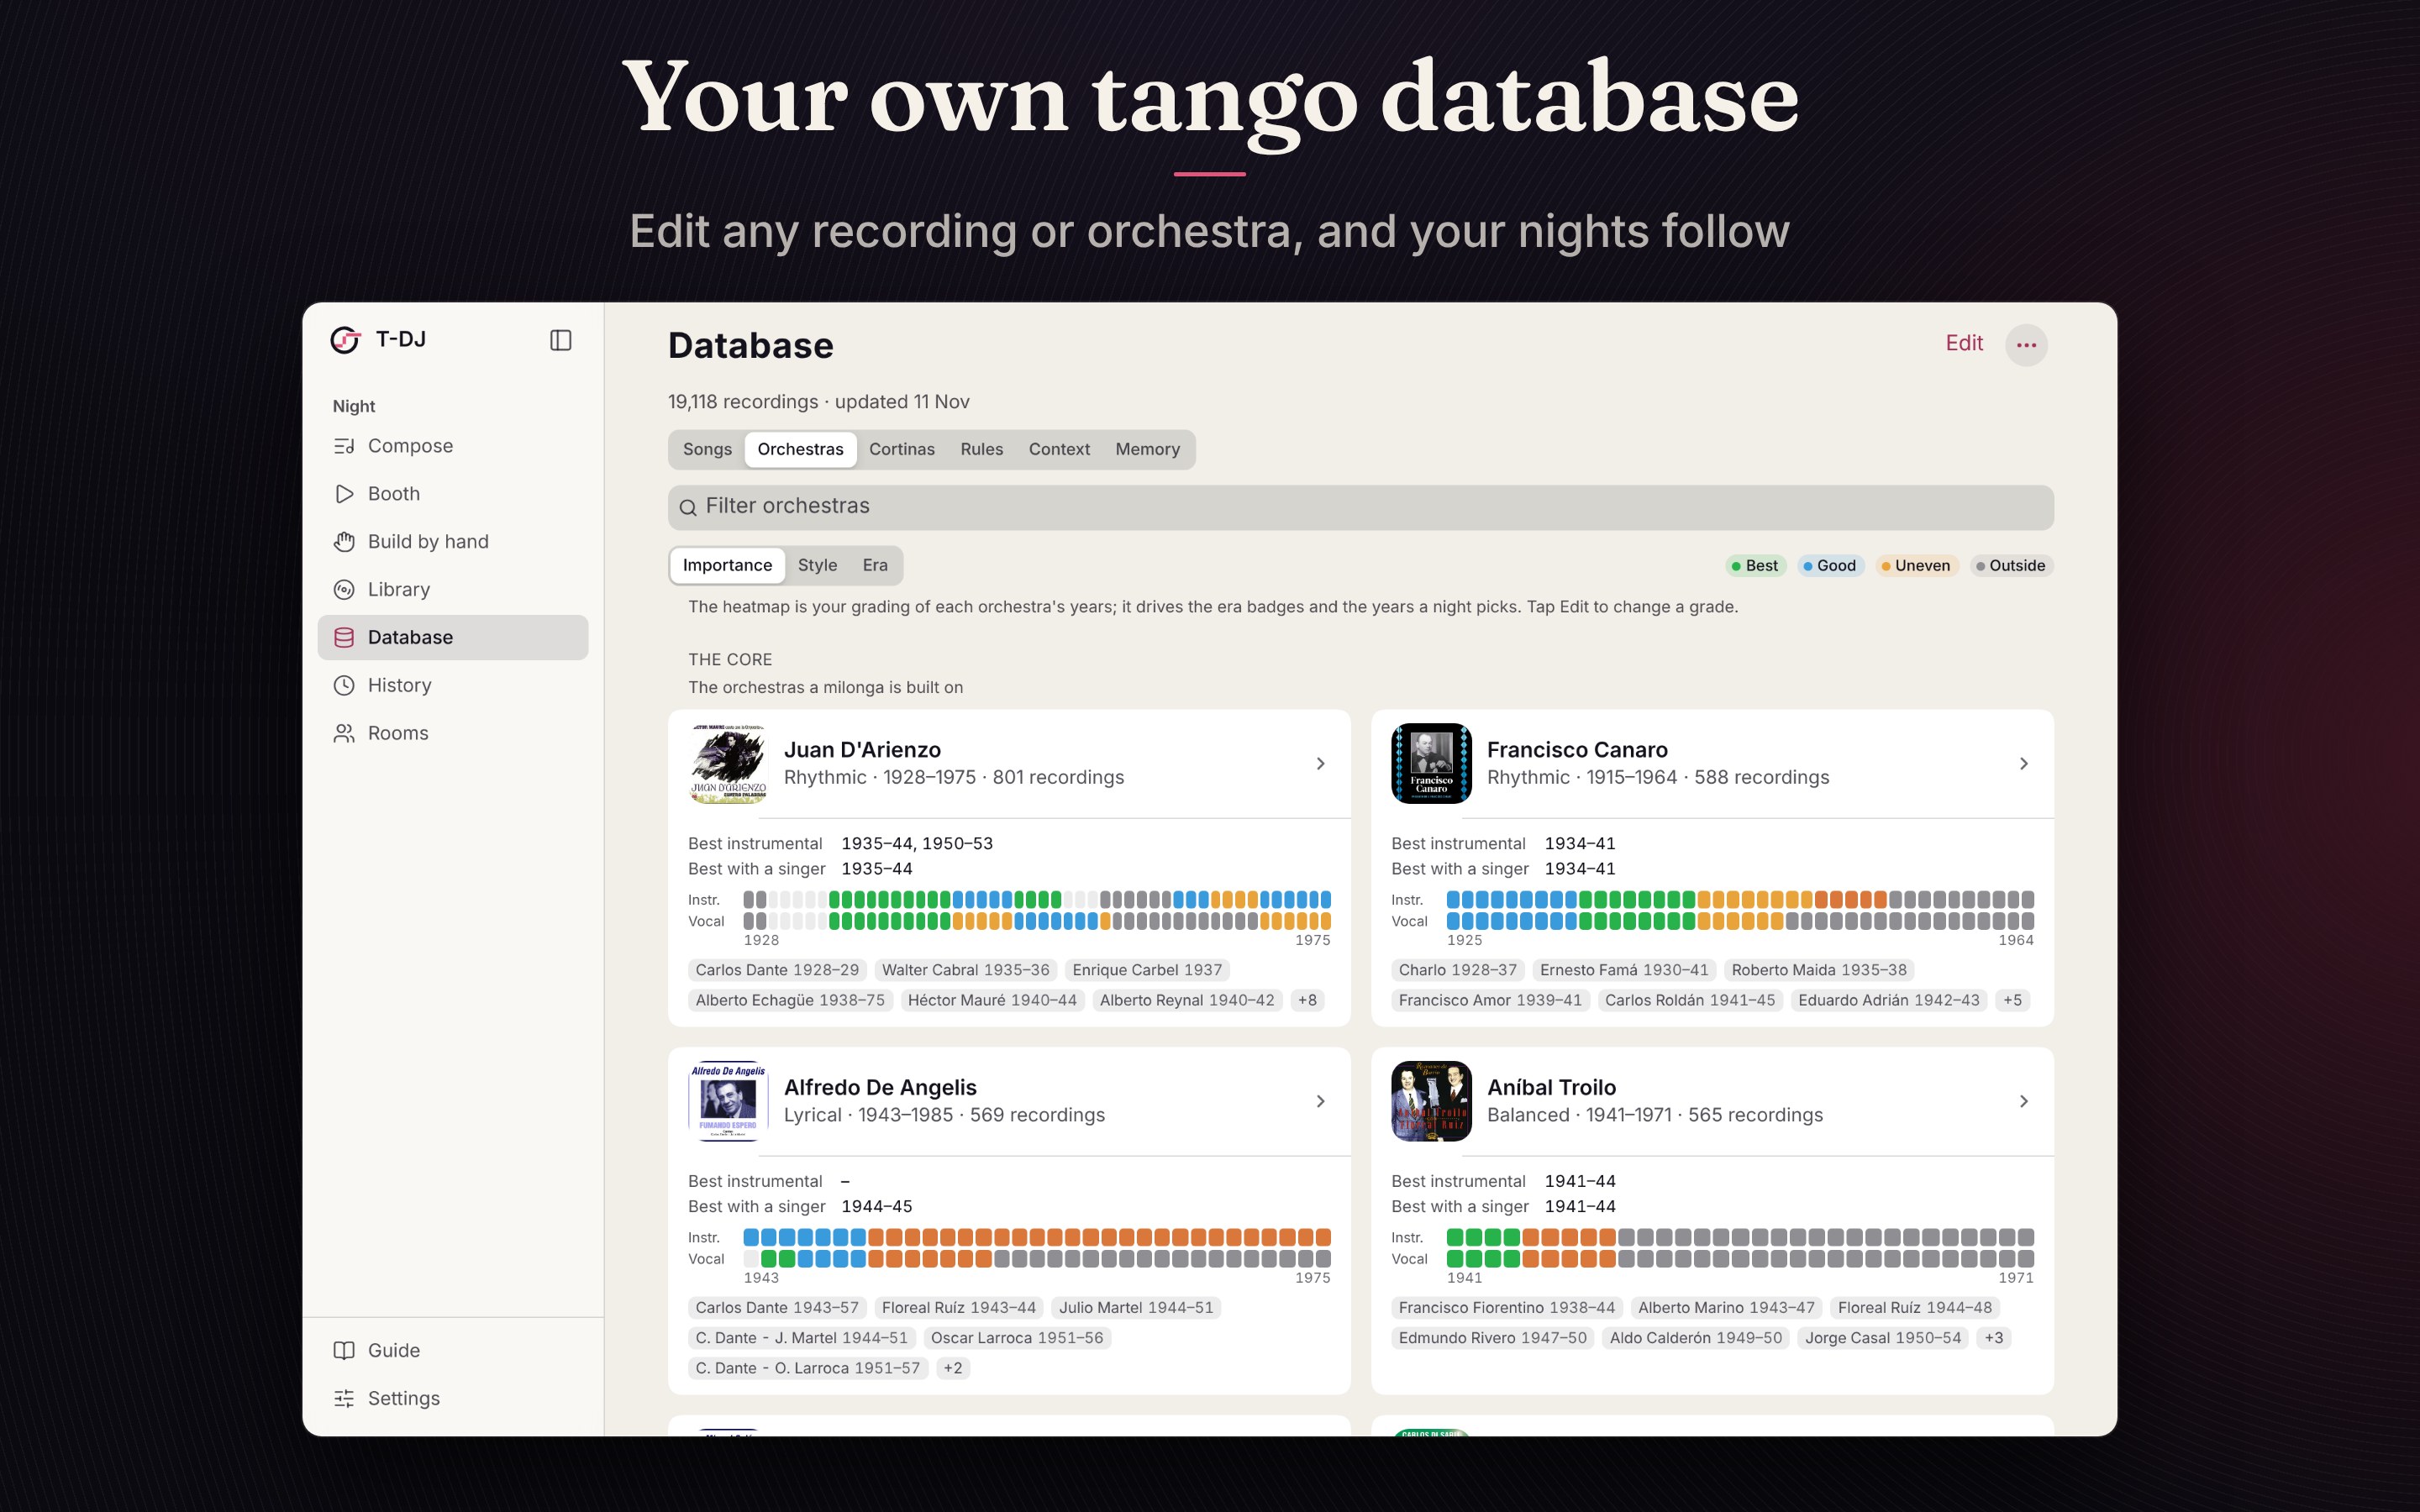 Your own tango database
Edit any recording or orchestra, and your nights follow
T-DJ
Night
Compose
Booth
Build by hand
Library
Database
History
Rooms
Guide
Settings
Database
Edit
19,118 recordings · updated 11 Nov
Songs Orchestras Cortinas Rules Context Memory
Filter orchestras
Importance Style Era
Best Good Uneven Outside
The heatmap is your grading of each orchestra's years; it drives the era badges and the years a night picks. Tap Edit to change a grade.
THE CORE
The orchestras a milonga is built on
JUAN D'ARIENZO
Juan D'Arienzo
Rhythmic · 1928–1975 · 801 recordings
Best instrumental 1935–44, 1950–53
Best with a singer 1935–44
Instr.
Vocal
1928 1975
Carlos Dante 1928–29 Walter Cabral 1935–36 Enrique Carbel 1937
Alberto Echagüe 1938–75 Héctor Mauré 1940–44 Alberto Reynal 1940–42 +8
Francisco
Canaro
Francisco Canaro
Rhythmic · 1915–1964 · 588 recordings
Best instrumental 1934–41
Best with a singer 1934–41
Instr.
Vocal
1925 1964
Charlo 1928–37 Ernesto Famá 1930–41 Roberto Maida 1935–38
Francisco Amor 1939–41 Carlos Roldán 1941–45 Eduardo Adrián 1942–43 +5
Alfredo De Angelis
FUMANDO ESPERO
Alfredo De Angelis
Lyrical · 1943–1985 · 569 recordings
Best instrumental –
Best with a singer 1944–45
Instr.
Vocal
1943 1975
Carlos Dante 1943–57 Floreal Ruíz 1943–44 Julio Martel 1944–51
C. Dante - J. Martel 1944–51 Oscar Larroca 1951–56
C. Dante - O. Larroca 1951–57 +2
Aníbal Troilo
Floreal Ruiz
Aníbal Troilo
Balanced · 1941–1971 · 565 recordings
Best instrumental 1941–44
Best with a singer 1941–44
Instr.
Vocal
1941 1971
Francisco Fiorentino 1938–44 Alberto Marino 1943–47 Floreal Ruíz 1944–48
Edmundo Rivero 1947–50 Aldo Calderón 1949–50 Jorge Casal 1950–54 +3